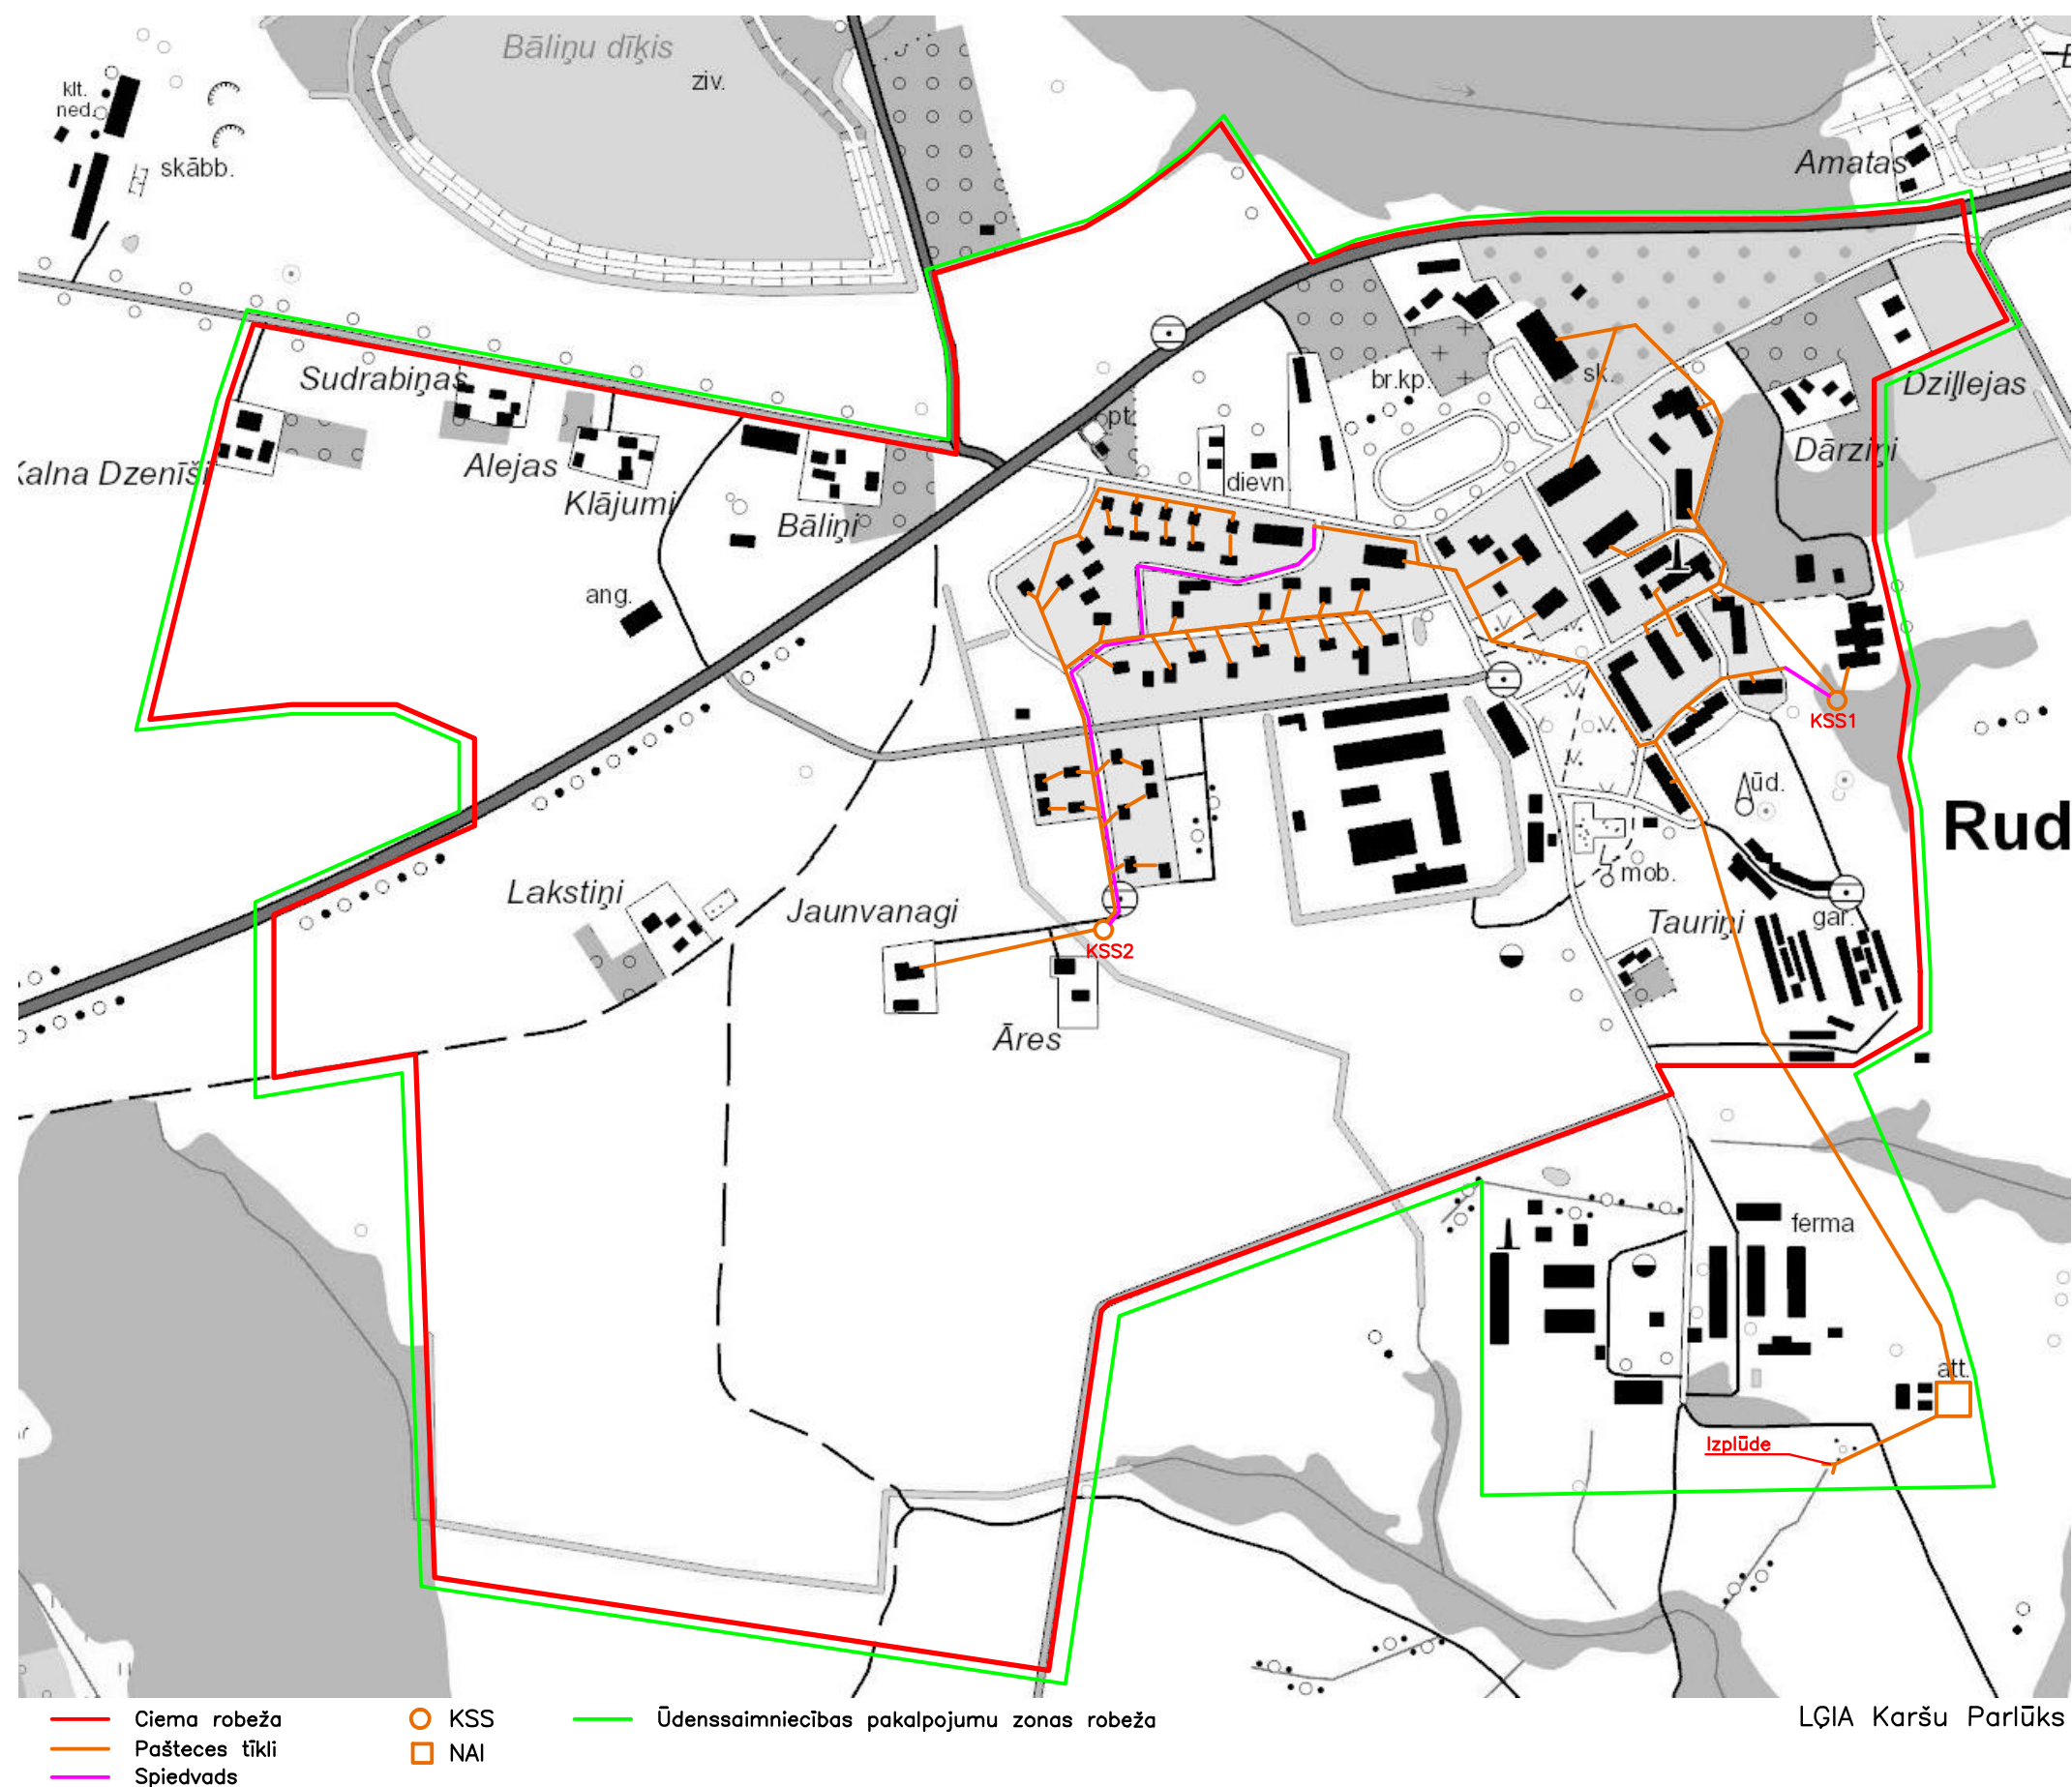 Bāliņu dīķis
ziv.
klt.
ned.
skābb.
Amatas
Sudrabiņas
br.kp.
sk.
Dziļlejas
pt.
Alejas
Klājumi
dievn.
Dārziņi
Kalna Dzenīši
Bāliņi
ang.
KSS1
ūd.
Rud
Lakstiņi
Jaunvanagi
mob.
Tauriņi
gar.
KSS2
Āres
ferma
att.
Izplūde
Ciema robeža
KSS
Ūdenssaimniecības pakalpojumu zonas robeža
LĢIA Karšu Parlūks
Pašteces tīkli
NAI
Spiedvads